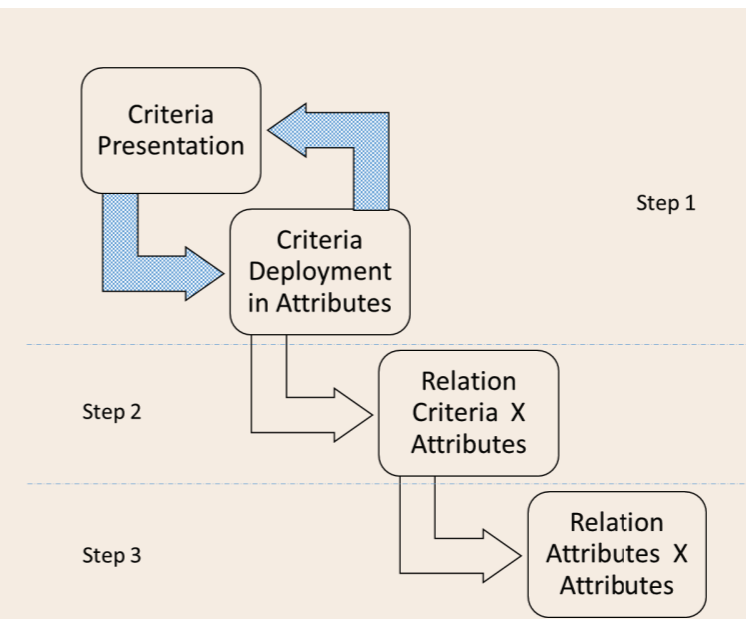 Criteria
Presentation
Step 1
Criteria
Deployment
in Attributes
Relation
Criteria X
Attributes
Step 2
Relation
Attributes X
Attributes
Step 3